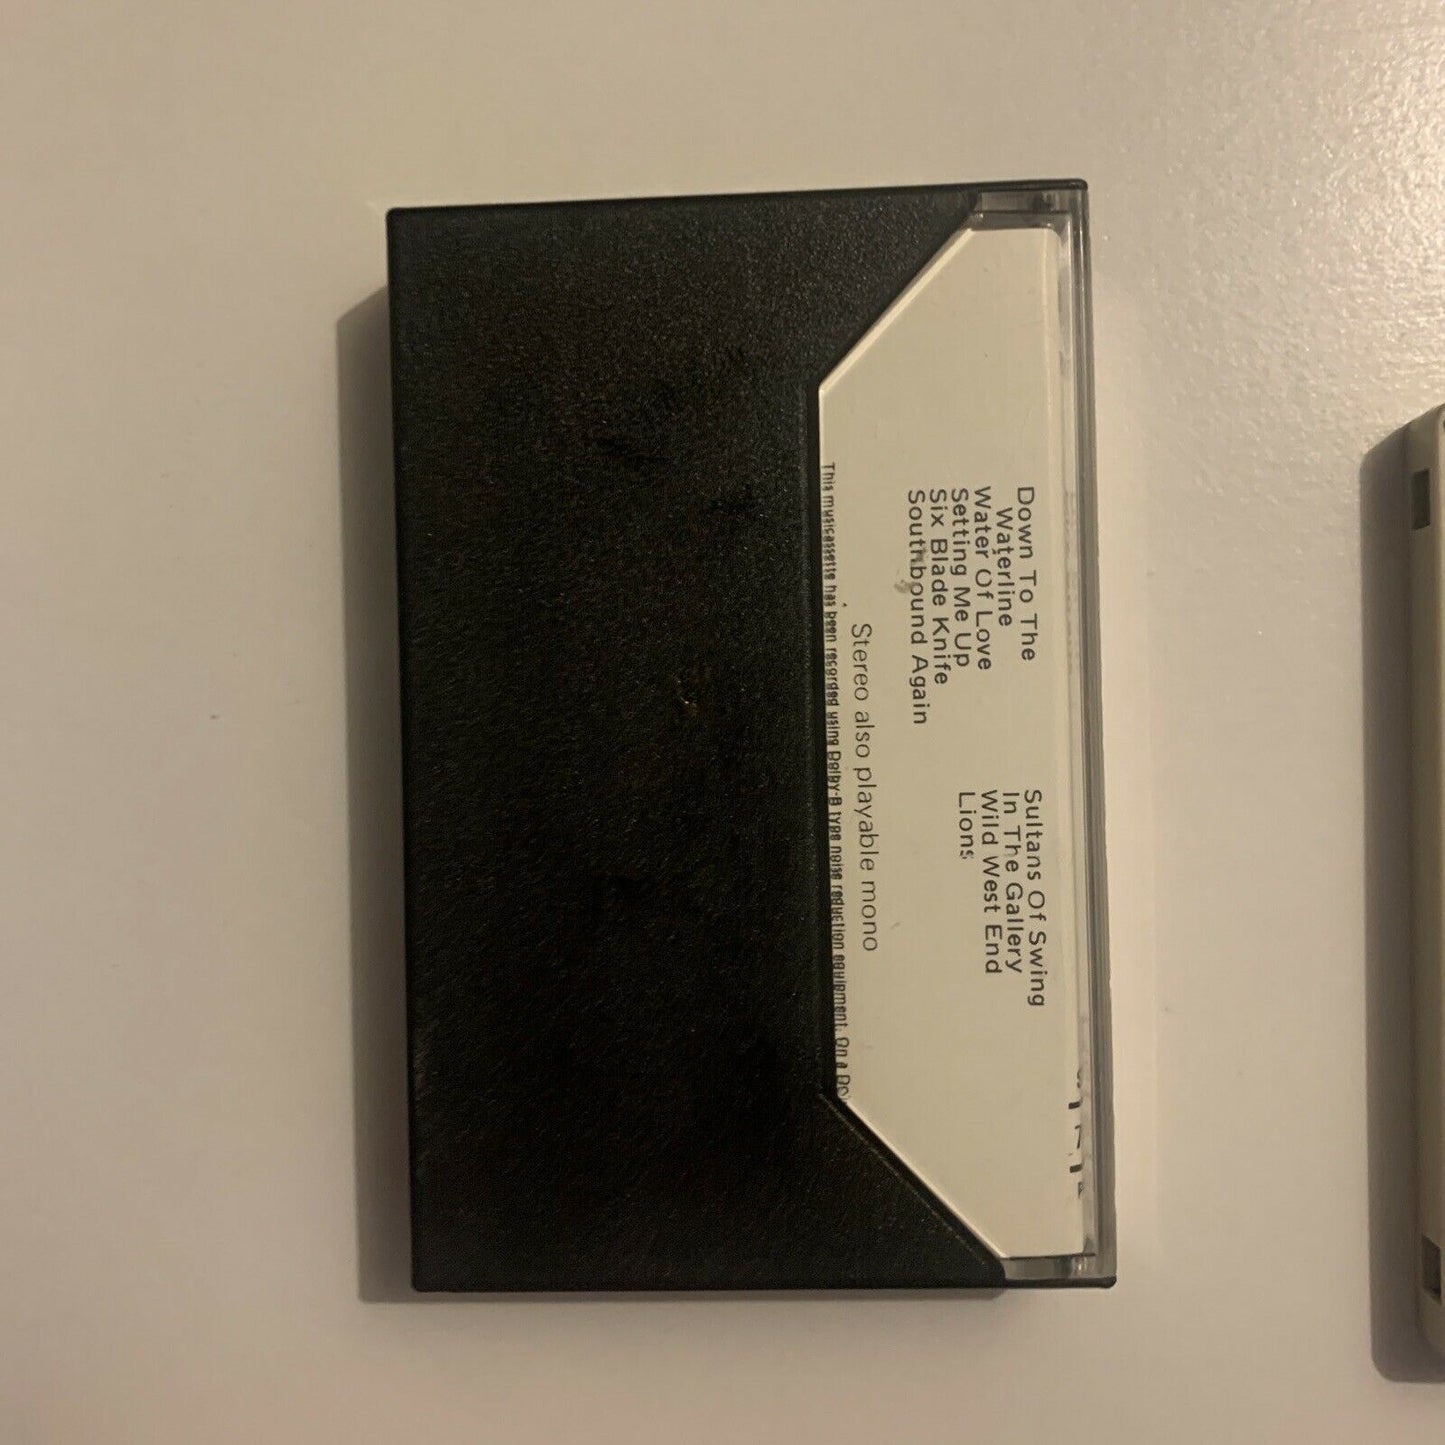 Down To The
Waterline
Water Of Love
Setting Me Up
Six Blade Knife
Southbound Again
Sultans Of Swing
In The Gallery
Wild West End
Lions
Stereo also playable mono
This musicassette has been recorded using Dolby-B type noise reduction equipment. On a